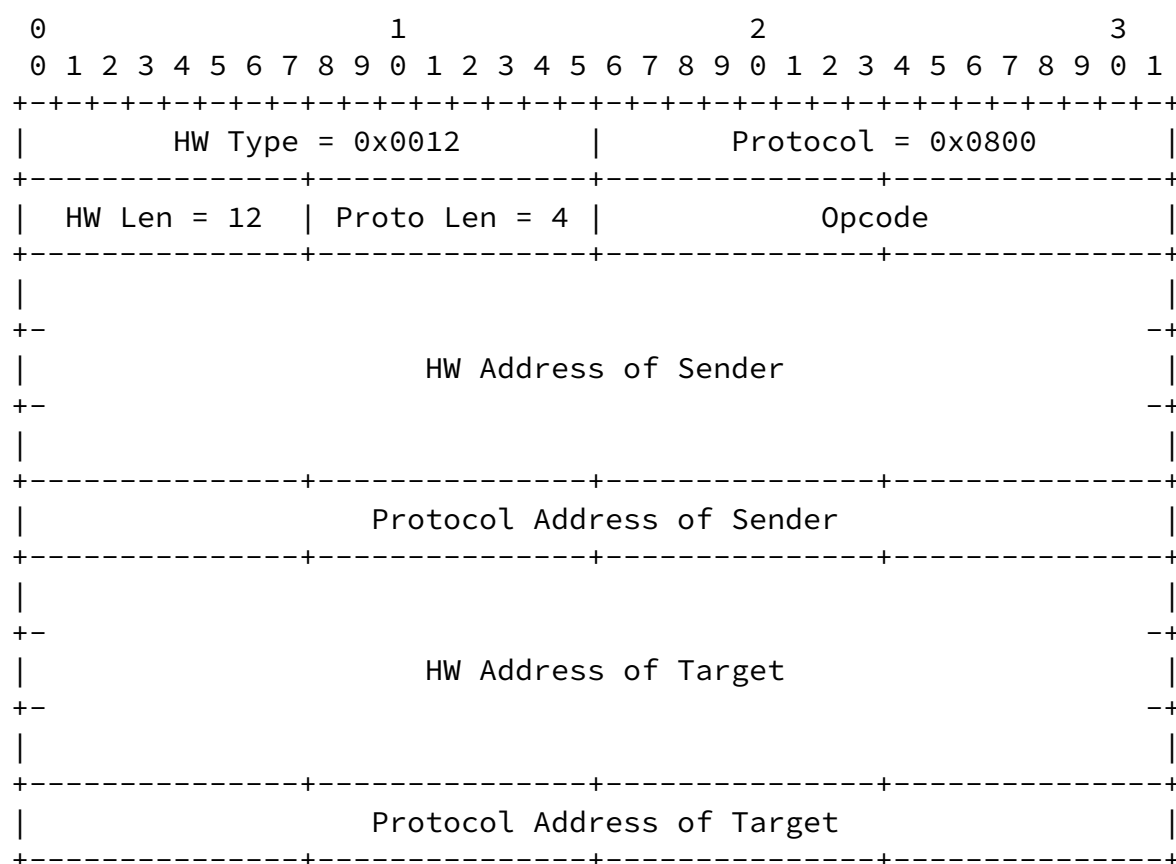 0                   1                   2                   3
 0 1 2 3 4 5 6 7 8 9 0 1 2 3 4 5 6 7 8 9 0 1 2 3 4 5 6 7 8 9 0 1
+-+-+-+-+-+-+-+-+-+-+-+-+-+-+-+-+-+-+-+-+-+-+-+-+-+-+-+-+-+-+-+-+
|        HW Type = 0x0012       |       Protocol = 0x0800       |
+---------------+---------------+---------------+---------------+
|  HW Len = 12  | Proto Len = 4 |            Opcode             |
+---------------+---------------+---------------+---------------+
|                                                               |
+-                                                             -+
|                      HW Address of Sender                     |
+-                                                             -+
|                                                               |
+---------------+---------------+---------------+---------------+
|                   Protocol Address of Sender                  |
+---------------+---------------+---------------+---------------+
|                                                               |
+-                                                             -+
|                      HW Address of Target                     |
+-                                                             -+
|                                                               |
+---------------+---------------+---------------+---------------+
|                   Protocol Address of Target                  |
+---------------+---------------+---------------+---------------+